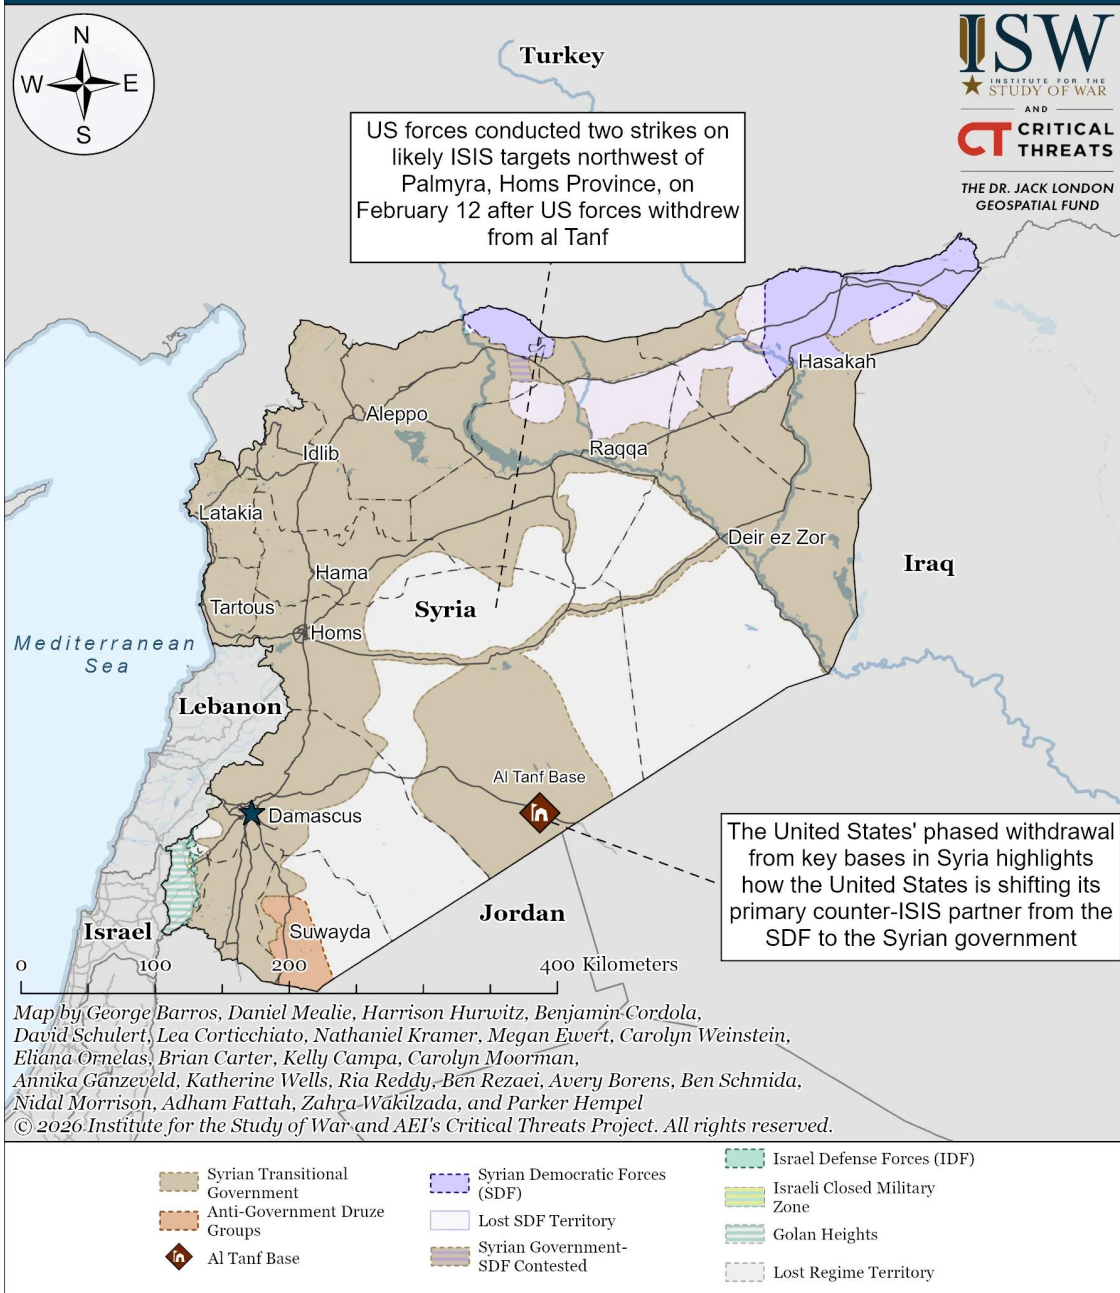 N
W
E
S
Turkey
ISW
INSTITUTE FOR THE
STUDY OF WAR
AND
CT CRITICAL
THREATS
THE DR. JACK LONDON
GEOSPATIAL FUND
US forces conducted two strikes on
likely ISIS targets northwest of
Palmyra, Homs Province, on
February 12 after US forces withdrew
from al Tanf
Hasakah
Aleppo
Idlib
Raqqa
Latakia
Deir ez Zor
Iraq
Hama
Tartous
Syria
Homs
Mediterranean
Sea
Lebanon
Al Tanf Base
Damascus
The United States' phased withdrawal
from key bases in Syria highlights
how the United States is shifting its
primary counter-ISIS partner from the
SDF to the Syrian government
Jordan
Israel
Suwayda
0 100 200 400 Kilometers
Map by George Barros, Daniel Mealie, Harrison Hurwitz, Benjamin Cordola,
David Schulert, Lea Corticchiato, Nathaniel Kramer, Megan Ewert, Carolyn Weinstein,
Eliana Ornelas, Brian Carter, Kelly Campa, Carolyn Moorman,
Annika Ganzeveld, Katherine Wells, Ria Reddy, Ben Rezaei, Avery Borens, Ben Schmida,
Nidal Morrison, Adham Fattah, Zahra Wakilzada, and Parker Hempel
© 2026 Institute for the Study of War and AEI's Critical Threats Project. All rights reserved.
Syrian Transitional
Government
Anti-Government Druze
Groups
Al Tanf Base
Syrian Democratic Forces
(SDF)
Lost SDF Territory
Syrian Government-
SDF Contested
Israel Defense Forces (IDF)
Israeli Closed Military
Zone
Golan Heights
Lost Regime Territory